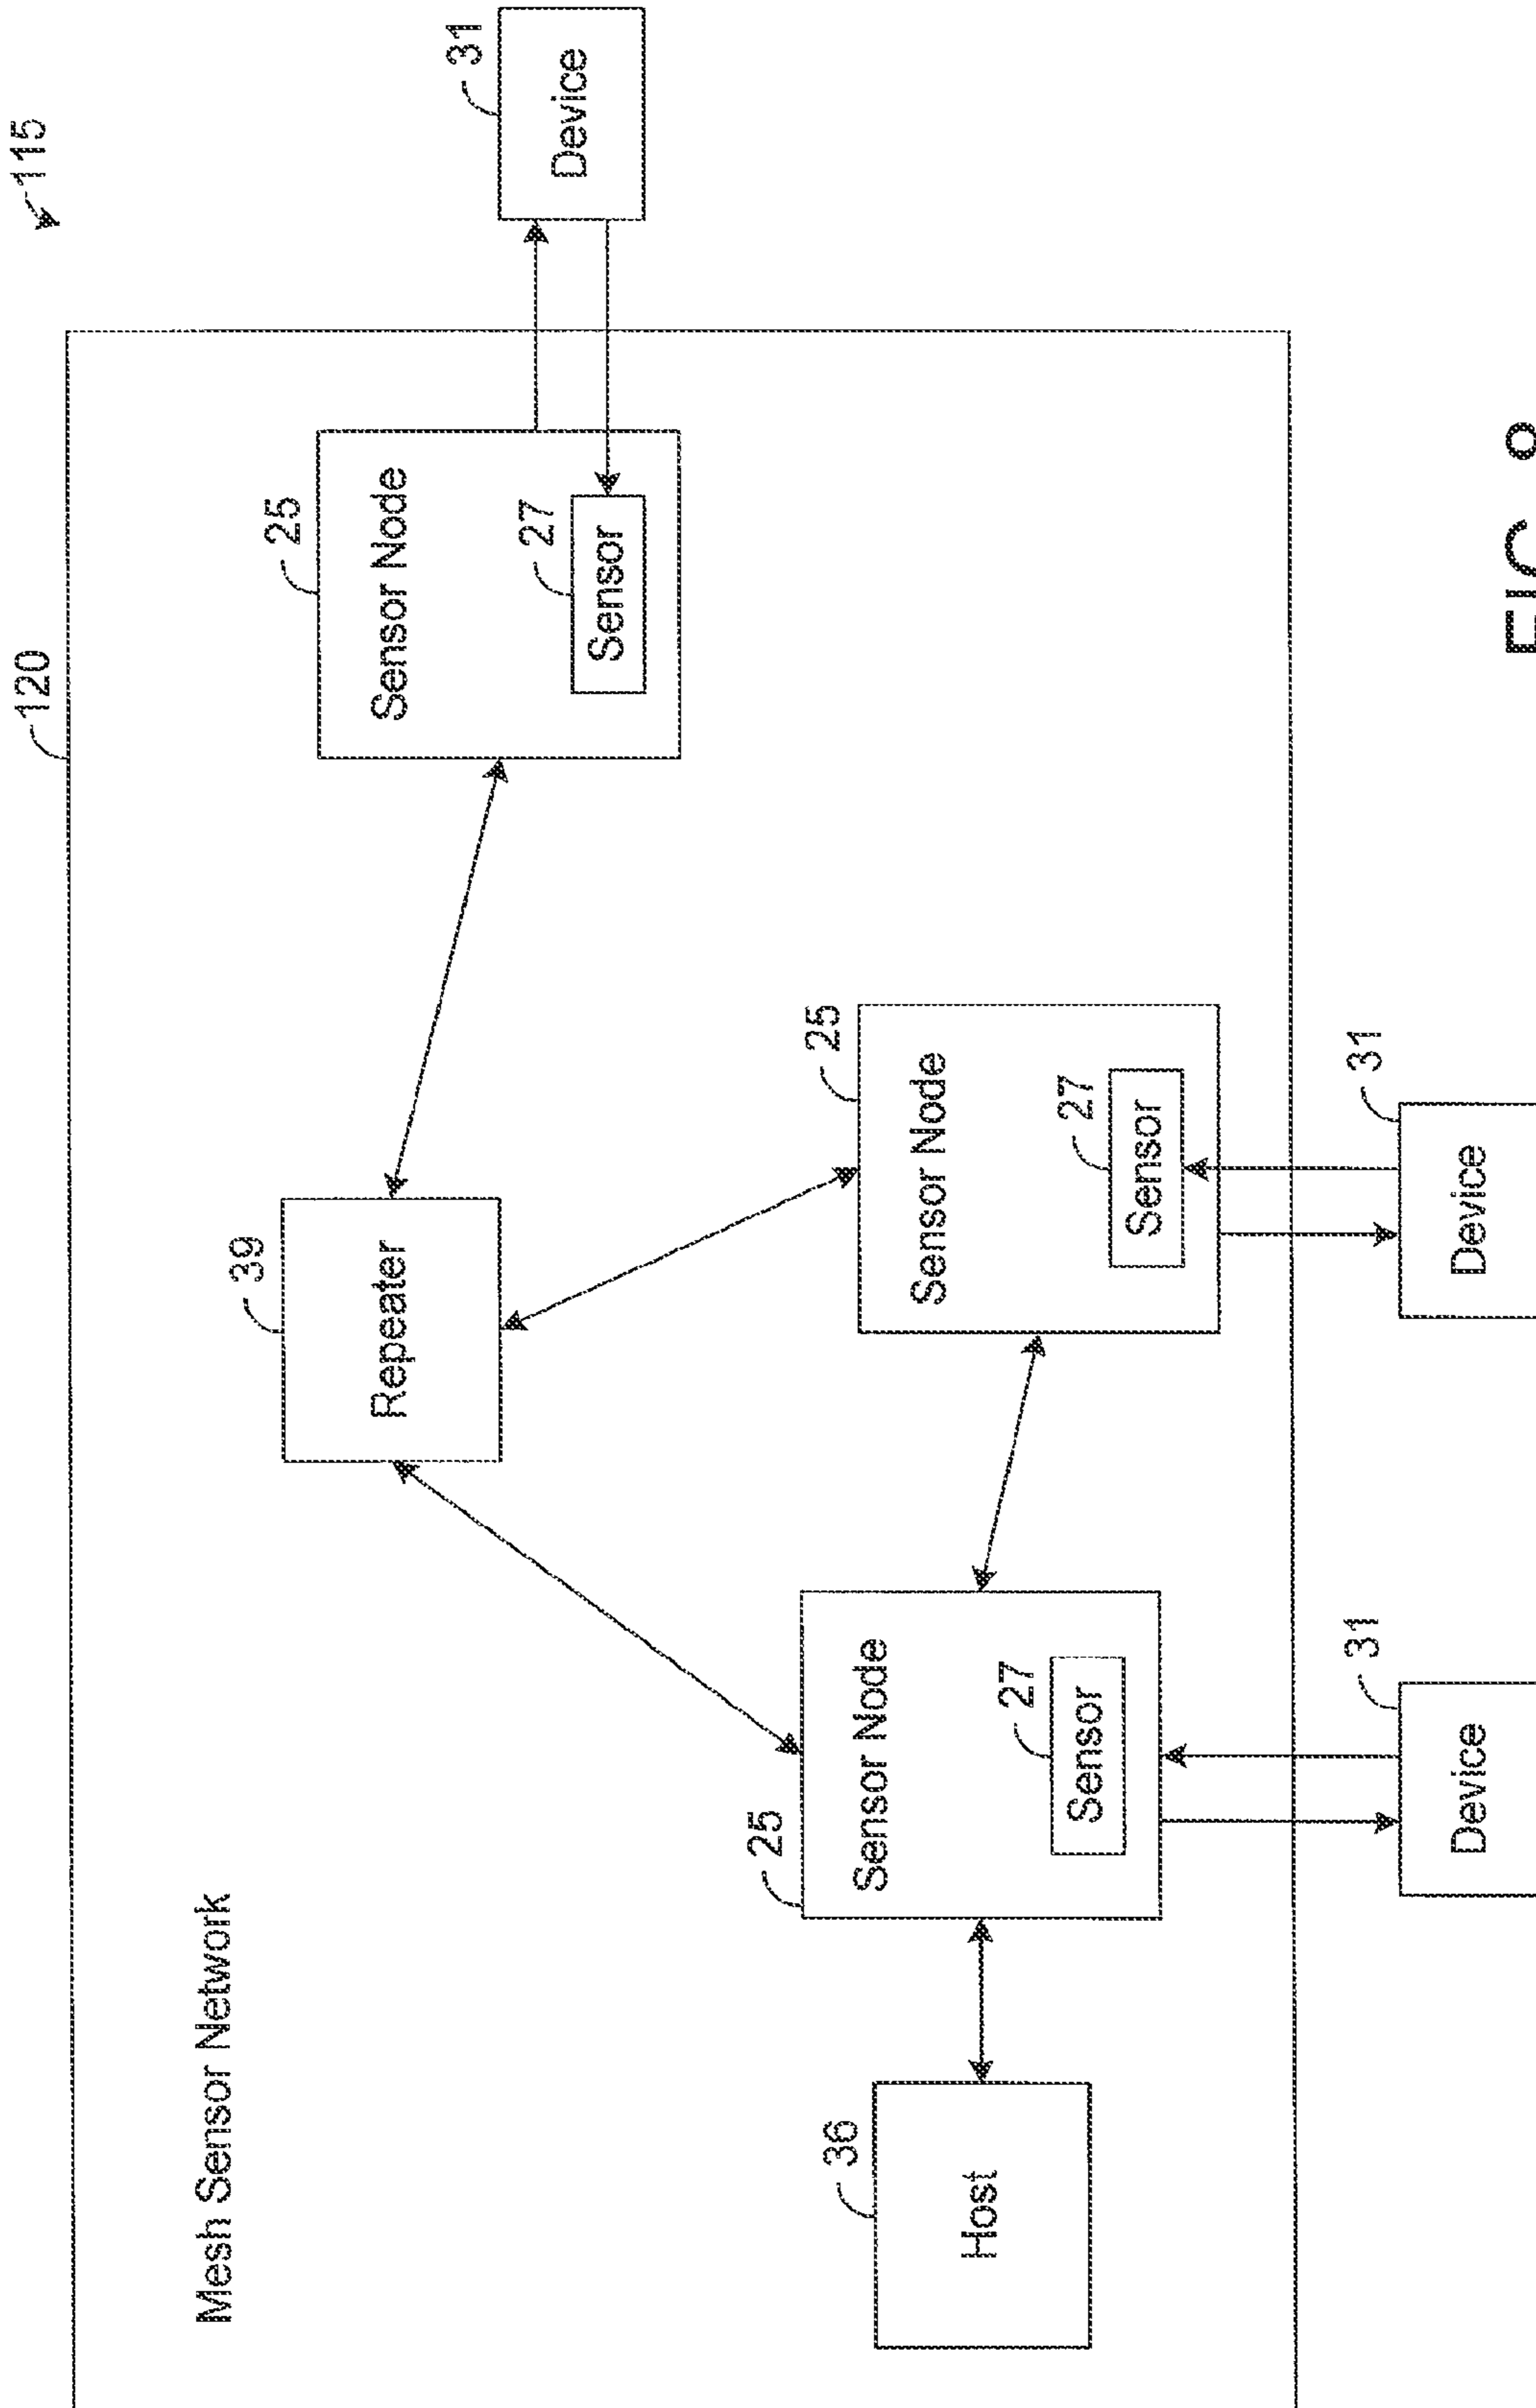 115
120
Mesh Sensor Network
39
Repeater
25
Sensor Node
27
Sensor
31
Device
36
Host
25
Sensor Node
27
Sensor
25
Sensor Node
27
Sensor
31
Device
31
Device